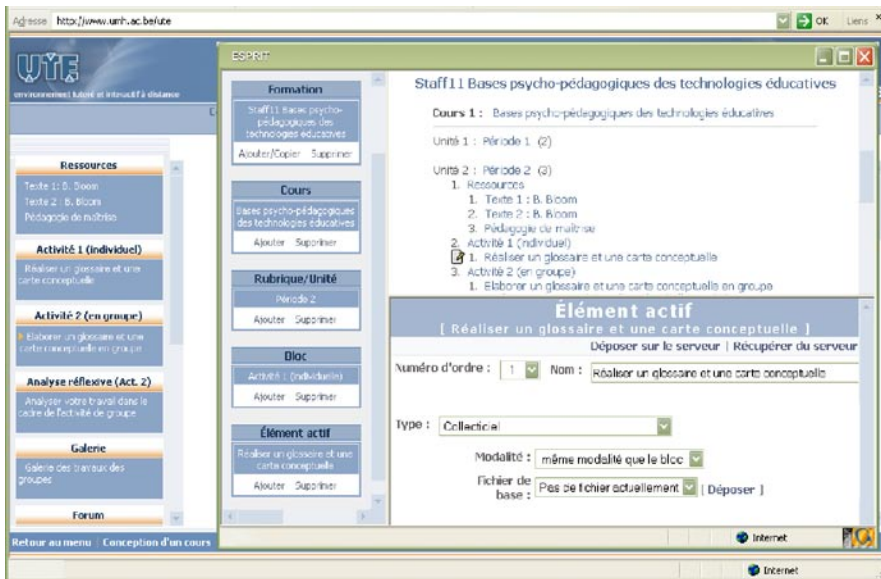 Adresse http://www.umh.ac.be/ute
OK Liens
UTE
environnement tutoré et interactif à distance
Ressources
Texte 1: B. Bloom
Texte 2 : B. Bloom
Pédagogie de maîtrise
Activité 1 (individuel)
Réaliser un glossaire et une
carte conceptuelle
Activité 2 (en groupe)
Elaborer un glossaire et une
carte conceptuelle en groupe
Analyse réflexive (Act. 2)
Analyser votre travail dans le
cadre de l'activité de groupe
Galerie
Galerie des travaux des
groupes
Forum
Retour au menu | Conception d'un cours
ESPRIT
Formation
Staff11 Bases psycho-
pédagogiques des
technologies éducatives
Ajouter/Copier Supprimer
Cours
Bases psycho-pédagogiques
des technologies éducatives
Ajouter Supprimer
Rubrique/Unité
Période 2
Ajouter Supprimer
Bloc
Activité : (individuelle)
Ajouter Supprimer
Élément actif
Réaliser un glossaire et une
carte conceptuelle
Ajouter Supprimer
Staff11 Bases psycho-pédagogiques des technologies éducatives
Cours 1 : Bases psycho-pédagogiques des technologies éducatives
Unité 1 : Période 1 (2)
Unité 2 : Période 2 (3)
1. Ressources
1. Texte 1 : B. Bloom
2. Texte 2 : B. Bloom
3. Pédagogie de maîtrise
2. Activité 1 (individuel)
1. Réaliser un glossaire et une carte conceptuelle
3. Activité 2 (en groupe)
1. Elaborer un glossaire et une carte conceptuelle en groupe
Élément actif
[ Réaliser un glossaire et une carte conceptuelle ]
Déposer sur le serveur | Récupérer du serveur
Numéro d'ordre : 1 Nom : Réaliser un glossaire et une carte conceptuelle
Type : Collecticiel
Modalité : même modalité que le bloc
Fichier de
base : Pas de fichier actuellement [ Déposer ]
Internet
Internet